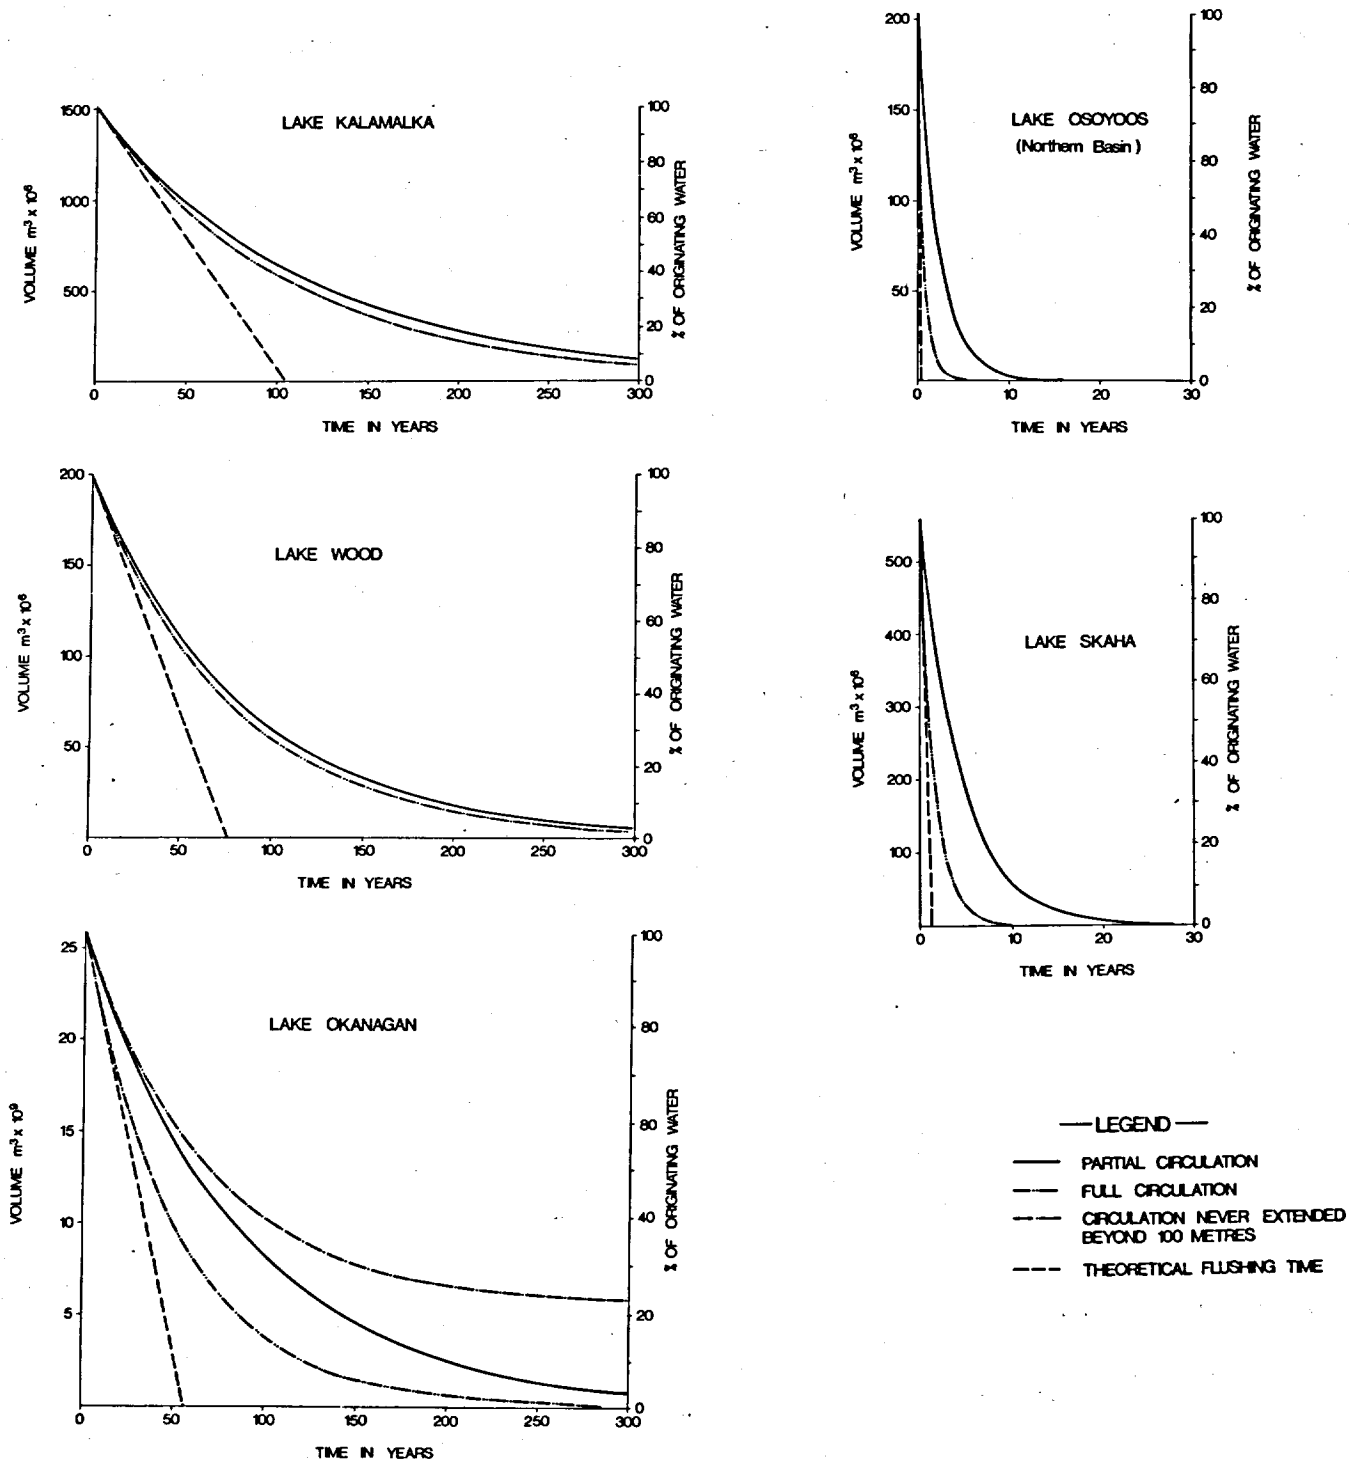 LAKE KALAMALKA
VOLUME m³ x 10⁶
1500
1000
500
100
80
60
40
20
0
% OF ORIGINATING WATER
0 50 100 150 200 250 300
TIME IN YEARS
LAKE OSOYOOS
(Northern Basin)
VOLUME m³ x 10⁶
200
150
100
50
100
80
60
40
20
0
% OF ORIGINATING WATER
0 10 20 30
TIME IN YEARS
LAKE WOOD
VOLUME m³ x 10⁶
200
150
100
50
100
80
60
40
20
0
% OF ORIGINATING WATER
0 50 100 150 200 250 300
TIME IN YEARS
LAKE SKAHA
VOLUME m³ x 10⁶
500
400
300
200
100
100
80
60
40
20
0
% OF ORIGINATING WATER
0 10 20 30
TIME IN YEARS
LAKE OKANAGAN
VOLUME m³ x 10⁹
25
20
15
10
5
100
80
60
40
20
0
% OF ORIGINATING WATER
0 50 100 150 200 250 300
TIME IN YEARS
LEGEND
PARTIAL CIRCULATION
FULL CIRCULATION
CIRCULATION NEVER EXTENDED
BEYOND 100 METRES
THEORETICAL FLUSHING TIME